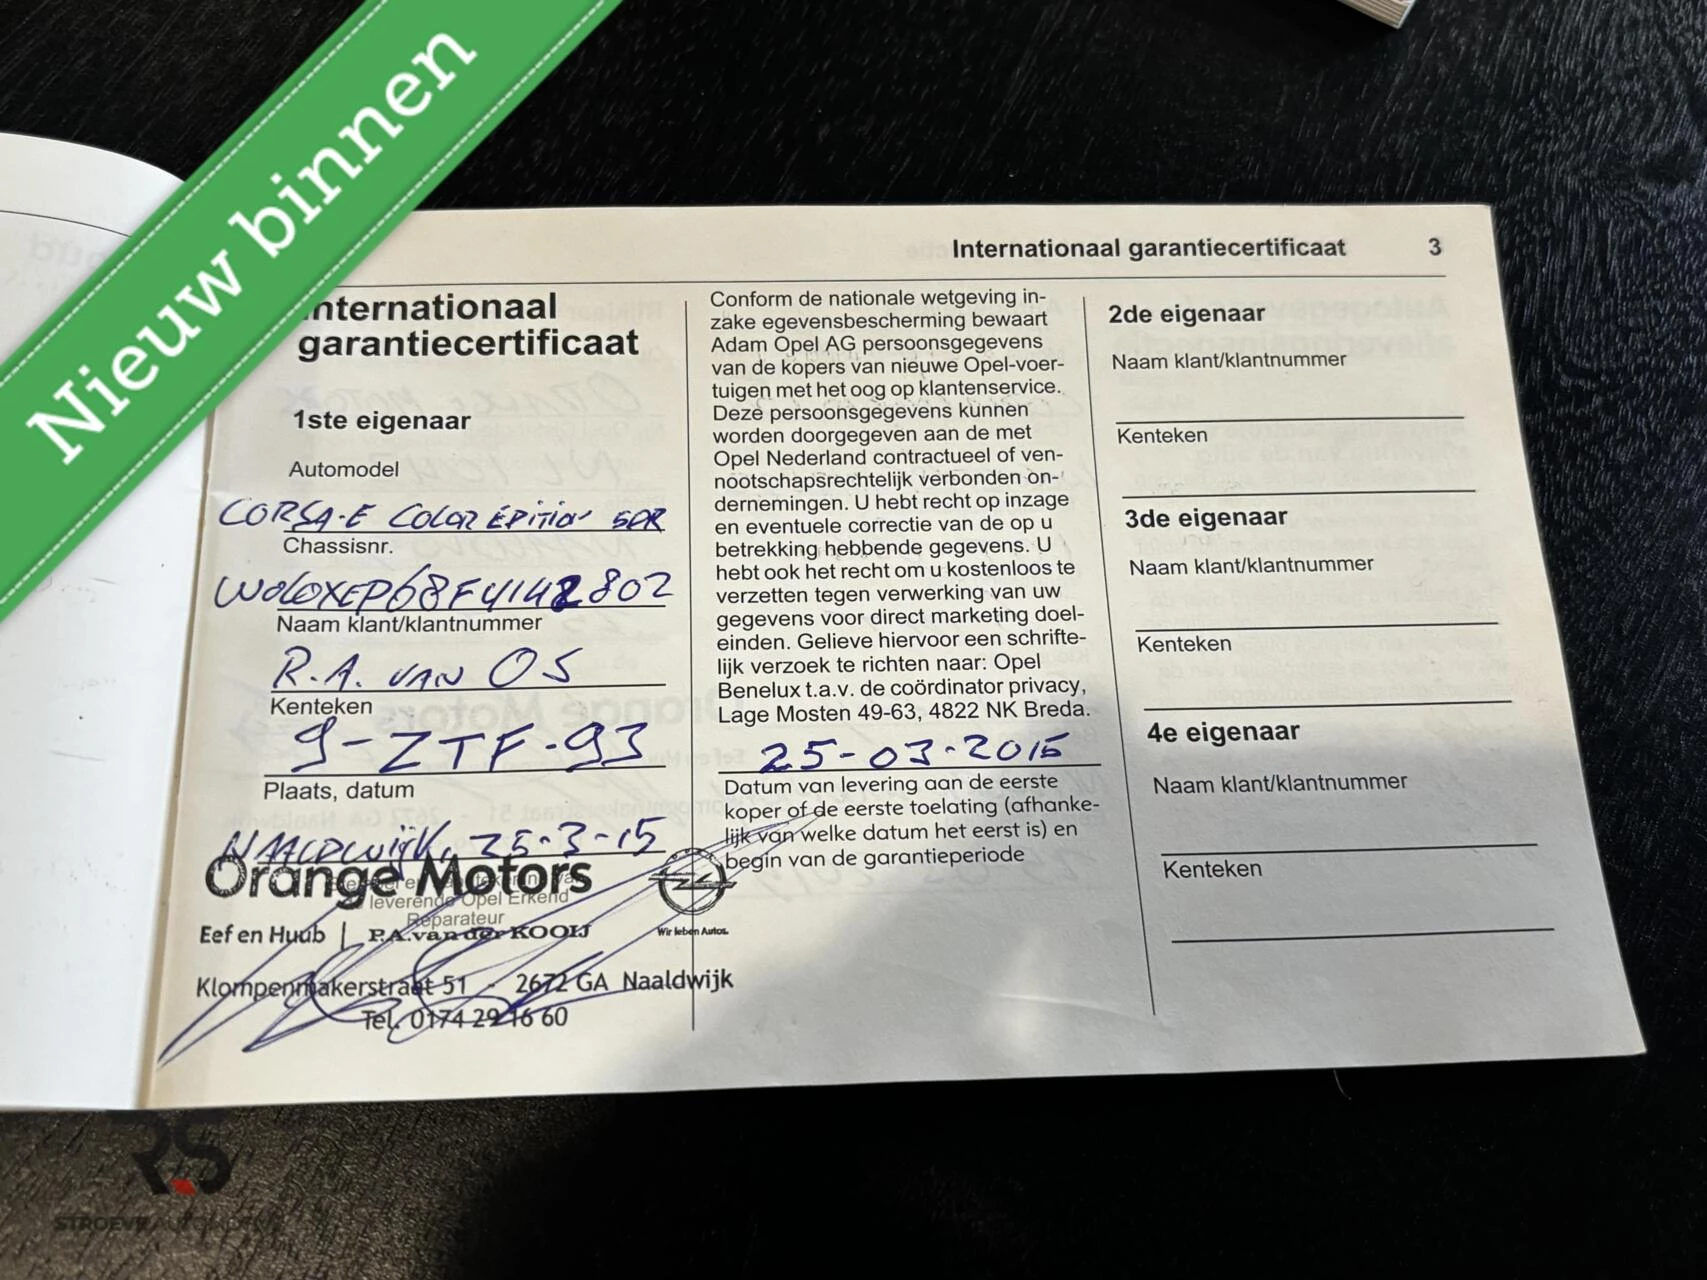 Nieuw binnen
Internationaal garantiecertificaat 3
Internationaal
garantiecertificaat
1ste eigenaar
Automodel
CORSA-E COLOR EDITION 5DR
Chassisnr.
W0L0XEP68F4142802
Naam klant/klantnummer
R.A. VAN OS
Kenteken
9-ZTF-93
Plaats, datum
NAALDWIJK, 25-3-15
Orange Motors
leverende Opel Erkend
Reparateur
Eef en Huub | P.A. van der KOOIJ
Wir leben Autos.
Klompenmakerstraat 51 - 2672 GA Naaldwijk
Tel. 0174 29 16 60
Conform de nationale wetgeving in-
zake egevensbescherming bewaart
Adam Opel AG persoonsgegevens
van de kopers van nieuwe Opel-voer-
tuigen met het oog op klantenservice.
Deze persoonsgegevens kunnen
worden doorgegeven aan de met
Opel Nederland contractueel of ven-
nootschapsrechtelijk verbonden on-
dernemingen. U hebt recht op inzage
en eventuele correctie van de op u
betrekking hebbende gegevens. U
hebt ook het recht om u kostenloos te
verzetten tegen verwerking van uw
gegevens voor direct marketing doel-
einden. Gelieve hiervoor een schrifte-
lijk verzoek te richten naar: Opel
Benelux t.a.v. de coördinator privacy,
Lage Mosten 49-63, 4822 NK Breda.
25-03-2015
Datum van levering aan de eerste
koper of de eerste toelating (afhanke-
lijk van welke datum het eerst is) en
begin van de garantieperiode
2de eigenaar
Naam klant/klantnummer
Kenteken
3de eigenaar
Naam klant/klantnummer
Kenteken
4e eigenaar
Naam klant/klantnummer
Kenteken
RS